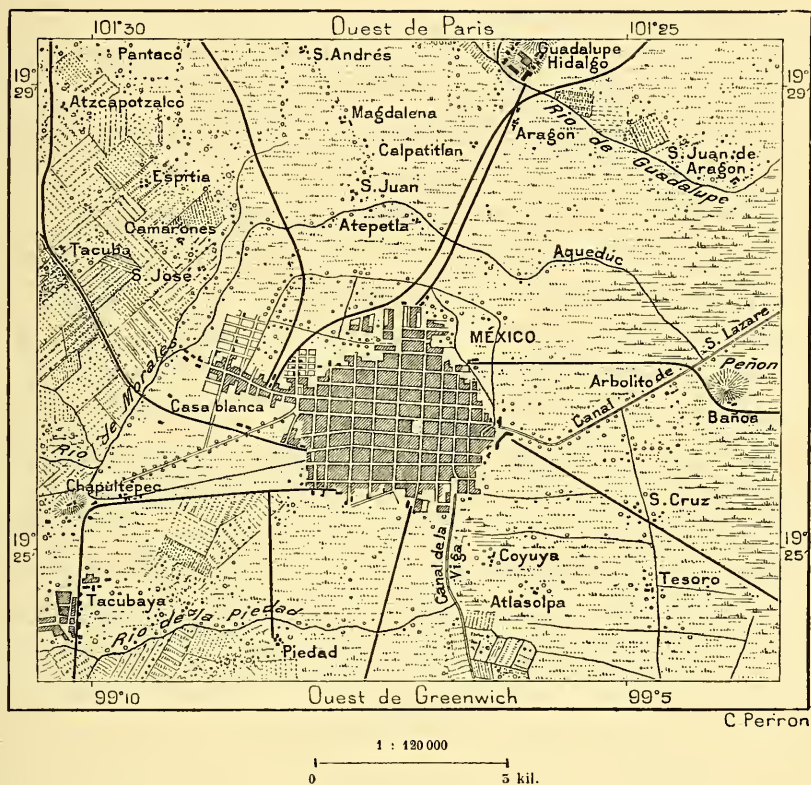 101°30 Ouest de Paris 101°25
Pantaco
S. Andrés
Guadalupe
Hidalgo
19°
29'
19°
29'
Atzcapotzalco
Magdalena
Aragon
Rio de Guadalupe
Calpatitlan
S. Juan de
Aragon
Espitia
S. Juan
Camarones
Atepetla
Tacuba
Aqueduc
S. José
MEXICO
S. Lazare
Rio de Morales
Peñon
Arbolito de
Canal
Casa blanca
Baños
Chapultepec
S. Cruz
19°
25'
19°
25'
Canal de la
Viga
Coyuya
Tesoro
Tacubaya
Atlasolpa
Rio de la Piedad
Piedad
99°10 Ouest de Greenwich 99°5
C Perron
1 : 120 000
0 3 kil.